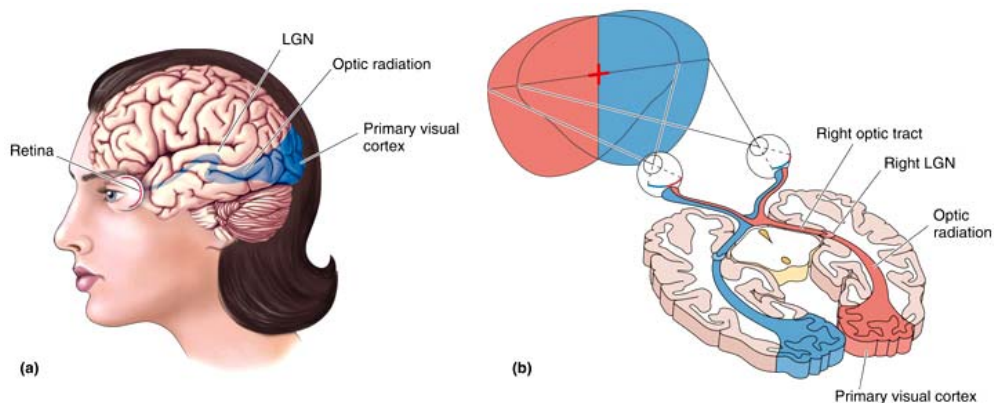 LGN
Optic radiation
Primary visual
cortex
Retina
(a)
Right optic tract
Right LGN
Optic
radiation
(b)
Primary visual cortex